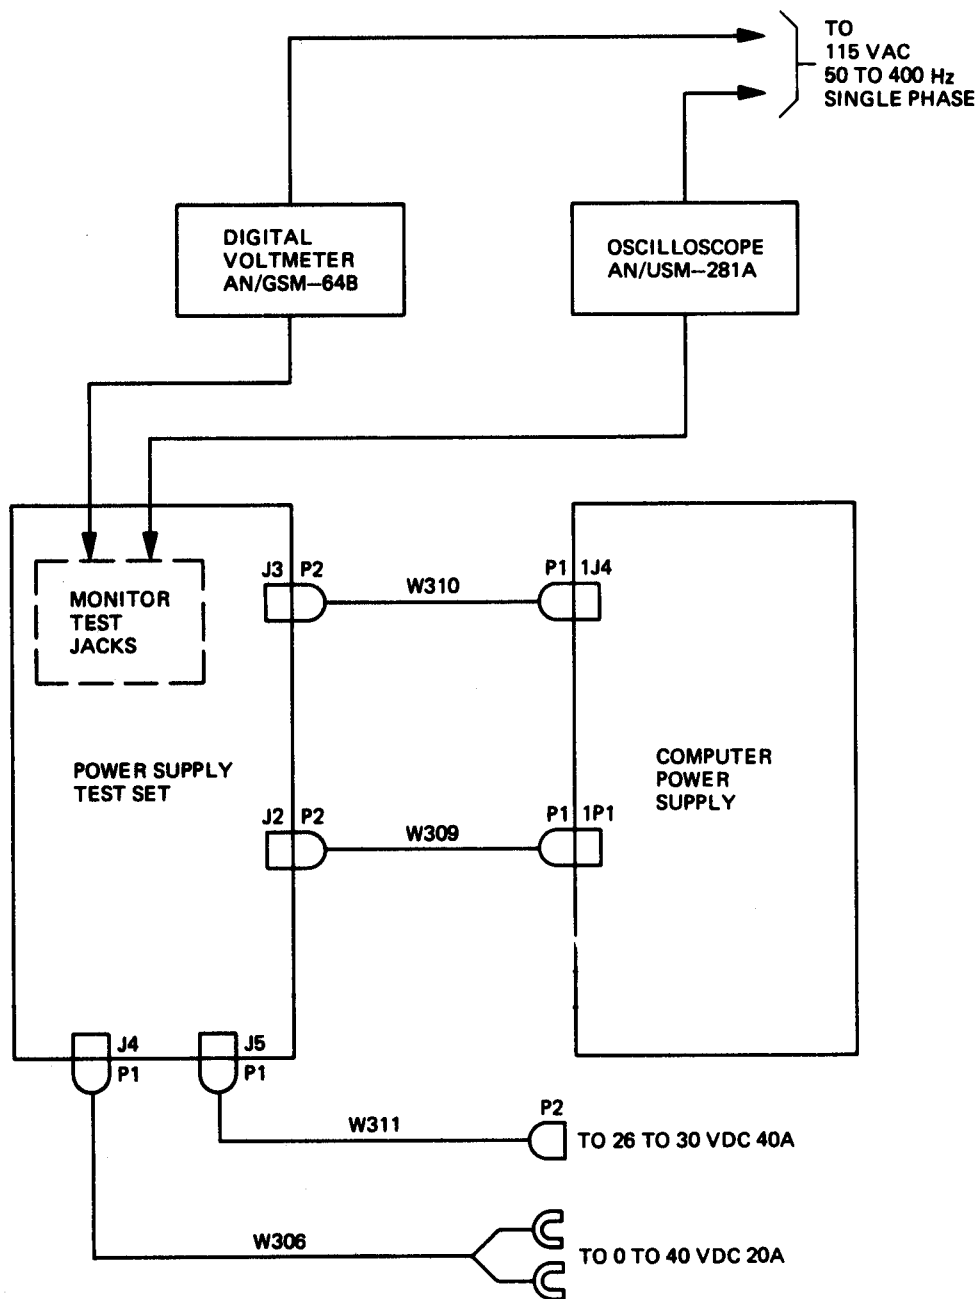 TO
115 VAC
50 TO 400 Hz
SINGLE PHASE
DIGITAL
VOLTMETER
AN/GSM–64B
OSCILLOSCOPE
AN/USM–281A
J3 P2
W310
P1 1J4
MONITOR
TEST
JACKS
POWER SUPPLY
TEST SET
COMPUTER
POWER
SUPPLY
J2 P2
W309
P1 1P1
J4
P1
J5
P1
W311
P2
TO 26 TO 30 VDC 40A
W306
TO 0 TO 40 VDC 20A